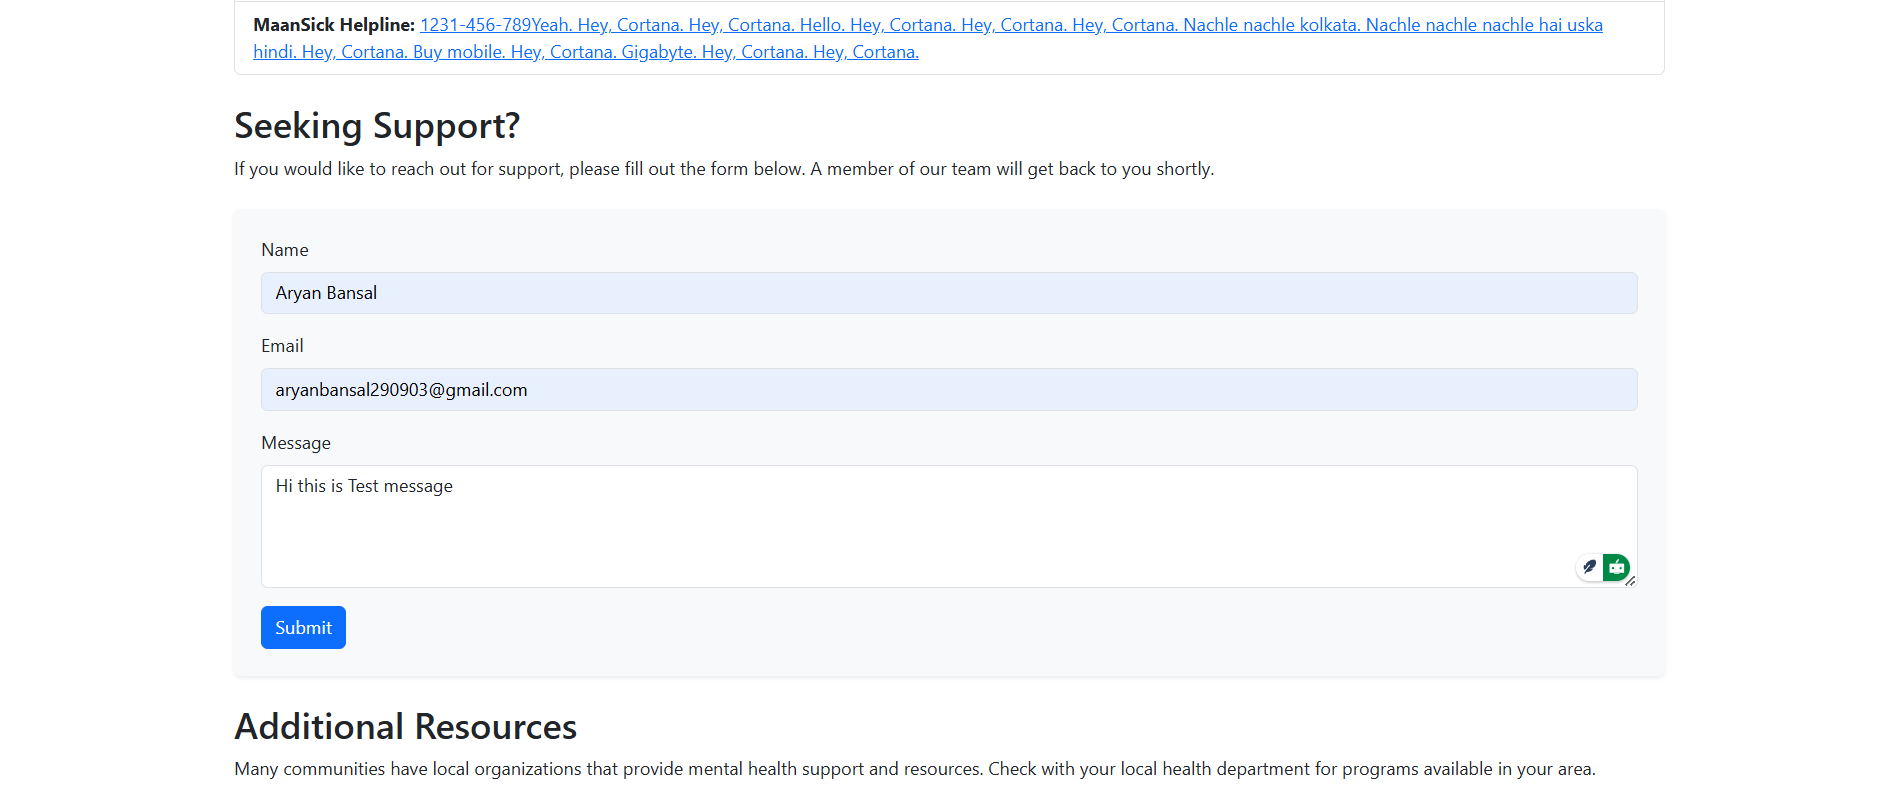 MaanSick Helpline: 1231-456-789Yeah. Hey, Cortana. Hey, Cortana. Hello. Hey, Cortana. Hey, Cortana. Hey, Cortana. Nachle nachle kolkata. Nachle nachle nachle hai uska
hindi. Hey, Cortana. Buy mobile. Hey, Cortana. Gigabyte. Hey, Cortana. Hey, Cortana.
Seeking Support?
If you would like to reach out for support, please fill out the form below. A member of our team will get back to you shortly.
Name
Aryan Bansal
Email
aryanbansal290903@gmail.com
Message
Hi this is Test message
Submit
Additional Resources
Many communities have local organizations that provide mental health support and resources. Check with your local health department for programs available in your area.